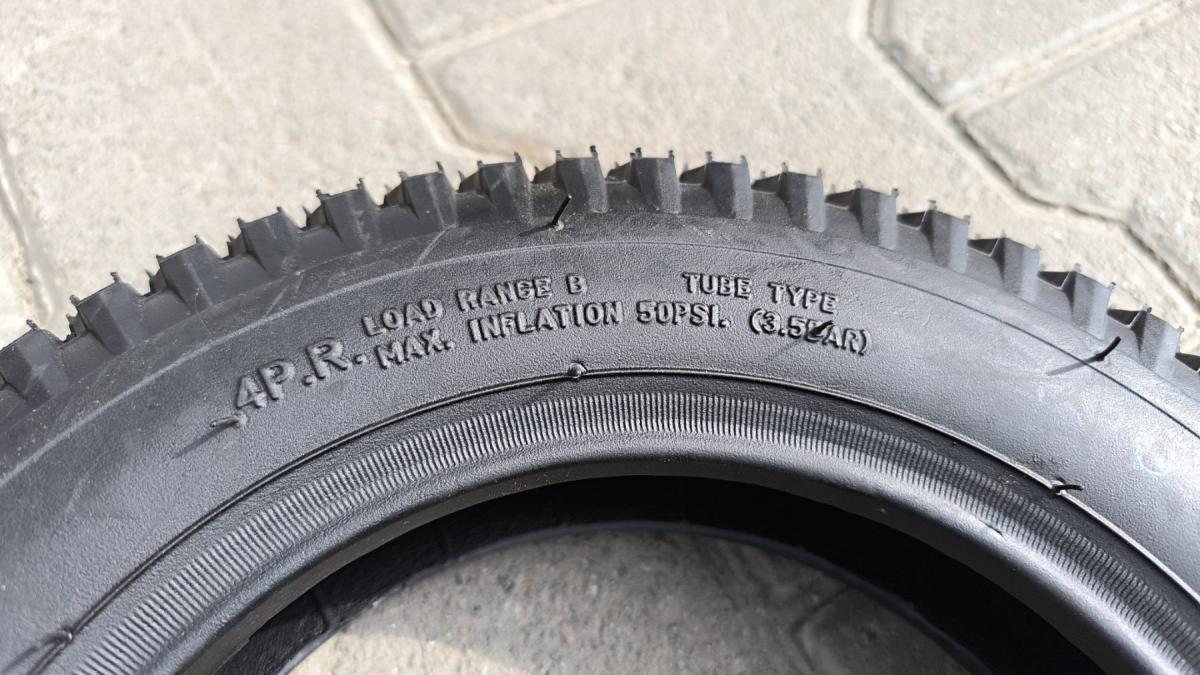 4P.R.
LOAD RANGE B TUBE TYPE
MAX. INFLATION 50PSI. (3.5BAR)